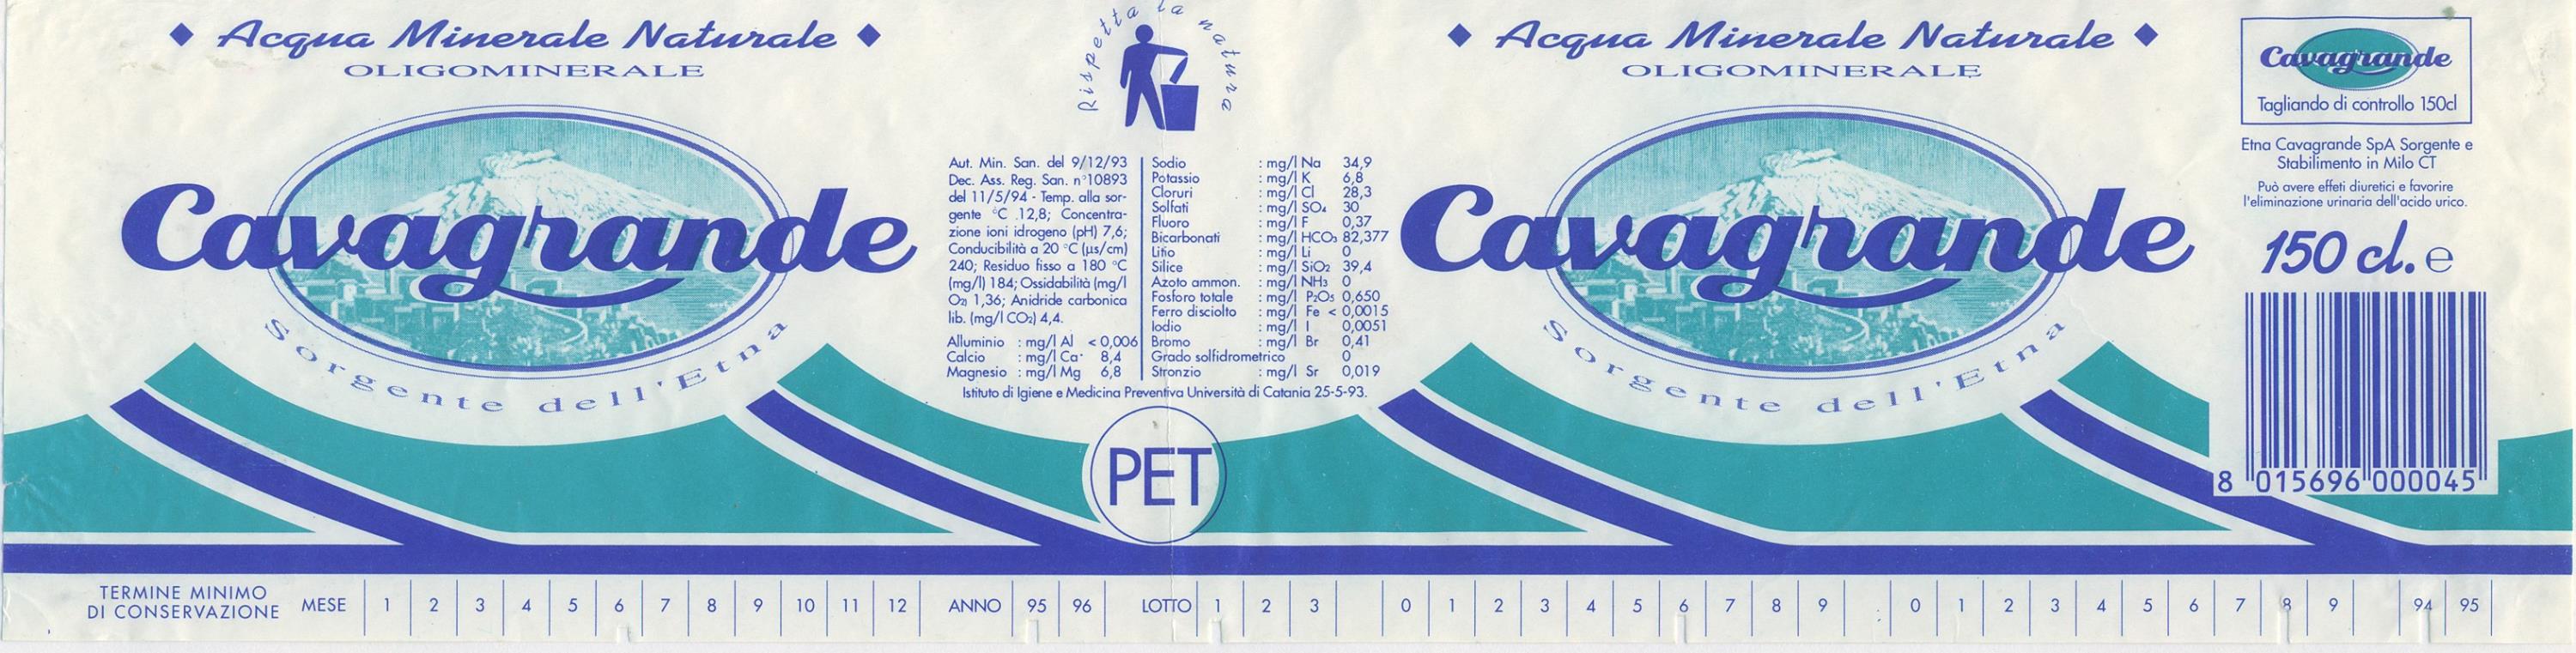 ◆ Acqua Minerale Naturale ◆
OLIGOMINERALE
Cavagrande
Sorgente dell'Etna
Rispetta la natura
Aut. Min. San. del 9/12/93
Dec. Ass. Reg. San. n°10893
del 11/5/94 - Temp. alla sor-
gente °C 12,8; Concentra-
zione ioni idrogeno (pH) 7,6;
Conducibilità a 20 °C (µs/cm)
240; Residuo fisso a 180 °C
(mg/l) 184; Ossidabilità (mg/l
O₂) 1,36; Anidride carbonica
lib. (mg/l CO₂) 4,4.
Alluminio : mg/l Al < 0,006
Calcio : mg/l Ca 8,4
Magnesio : mg/l Mg 6,8
Sodio : mg/l Na 34,9
Potassio : mg/l K 6,8
Cloruri : mg/l Cl 28,3
Solfati : mg/l SO₄ 30
Fluoro : mg/l F 0,37
Bicarbonati : mg/l HCO₃ 82,377
Litio : mg/l Li 0
Silice : mg/l SiO₂ 39,4
Azoto ammon. : mg/l NH₃ 0
Fosforo totale : mg/l P₂O₅ 0,650
Ferro disciolto : mg/l Fe < 0,0015
Iodio : mg/l I 0,0051
Bromo : mg/l Br 0,41
Grado solfidrometrico 0
Stronzio : mg/l Sr 0,019
Istituto di Igiene e Medicina Preventiva Università di Catania 25-5-93.
PET
◆ Acqua Minerale Naturale ◆
OLIGOMINERALE
Cavagrande
Sorgente dell'Etna
Cavagrande
Tagliando di controllo 150cl
Etna Cavagrande SpA Sorgente e
Stabilimento in Milo CT
Può avere effeti diuretici e favorire
l'eliminazione urinaria dell'acido urico.
150 cl. ℮
8 015696 000045
TERMINE MINIMO
DI CONSERVAZIONE
MESE 1 2 3 4 5 6 7 8 9 10 11 12 ANNO 95 96 LOTTO 1 2 3 0 1 2 3 4 5 6 7 8 9 0 1 2 3 4 5 6 7 8 9 94 95